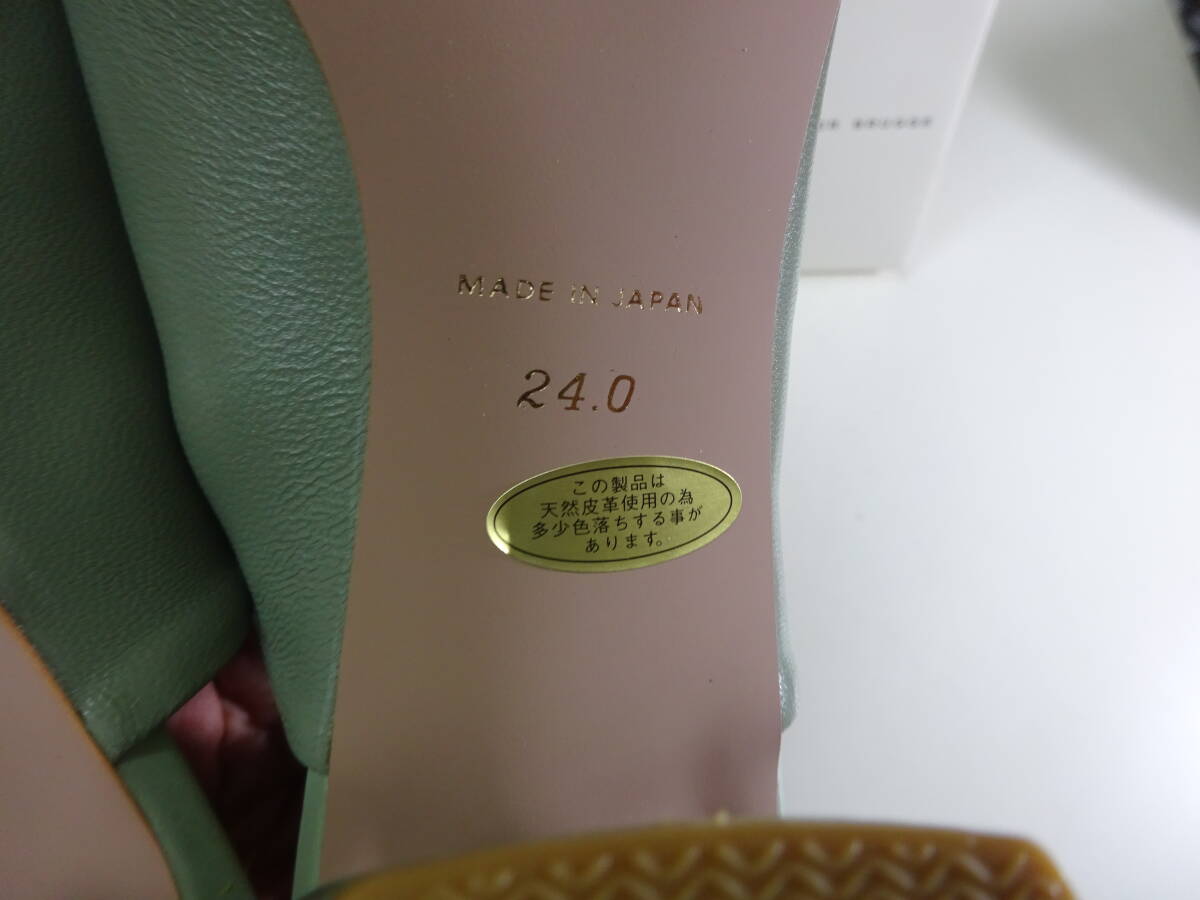 BRUGGE
MADE IN JAPAN
24.0
この製品は
天然皮革使用の為
多少色落ちする事が
あります。